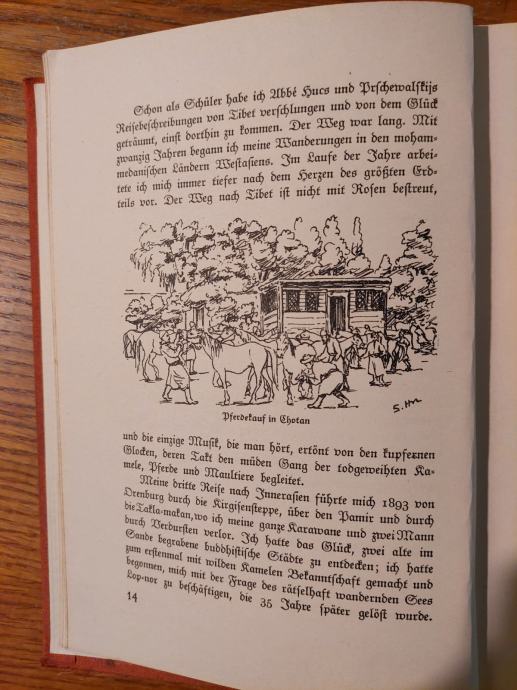 Schon als Schüler habe ich Abbé Hucs und Prschewalskijs
Reisebeschreibungen von Tibet verschlungen und von dem Glück
geträumt, einst dorthin zu kommen. Der Weg war lang. Mit
zwanzig Jahren begann ich meine Wanderungen in den moham-
medanischen Ländern Westasiens. Im Laufe der Jahre arbei-
tete ich mich immer tiefer nach dem Herzen des größten Erd-
teils vor. Der Weg nach Tibet ist nicht mit Rosen bestreut,
S. Hn
Pferdekauf in Chotan
und die einzige Musik, die man hört, ertönt von den kupfernen
Glocken, deren Takt den müden Gang der todgeweihten Ka-
mele, Pferde und Maultiere begleitet.
Meine dritte Reise nach Innerasien führte mich 1893 von
Orenburg durch die Kirgisensteppe, über den Pamir und durch
die Takla-makan, wo ich meine ganze Karawane und zwei Mann
durch Verdursten verlor. Ich hatte das Glück, zwei alte im
Sande begrabene buddhistische Städte zu entdecken; ich hatte
zum erstenmal mit wilden Kamelen Bekanntschaft gemacht und
begonnen, mich mit der Frage des rätselhaft wandernden Sees
Lop-nor zu beschäftigen, die 35 Jahre später gelöst wurde.
14